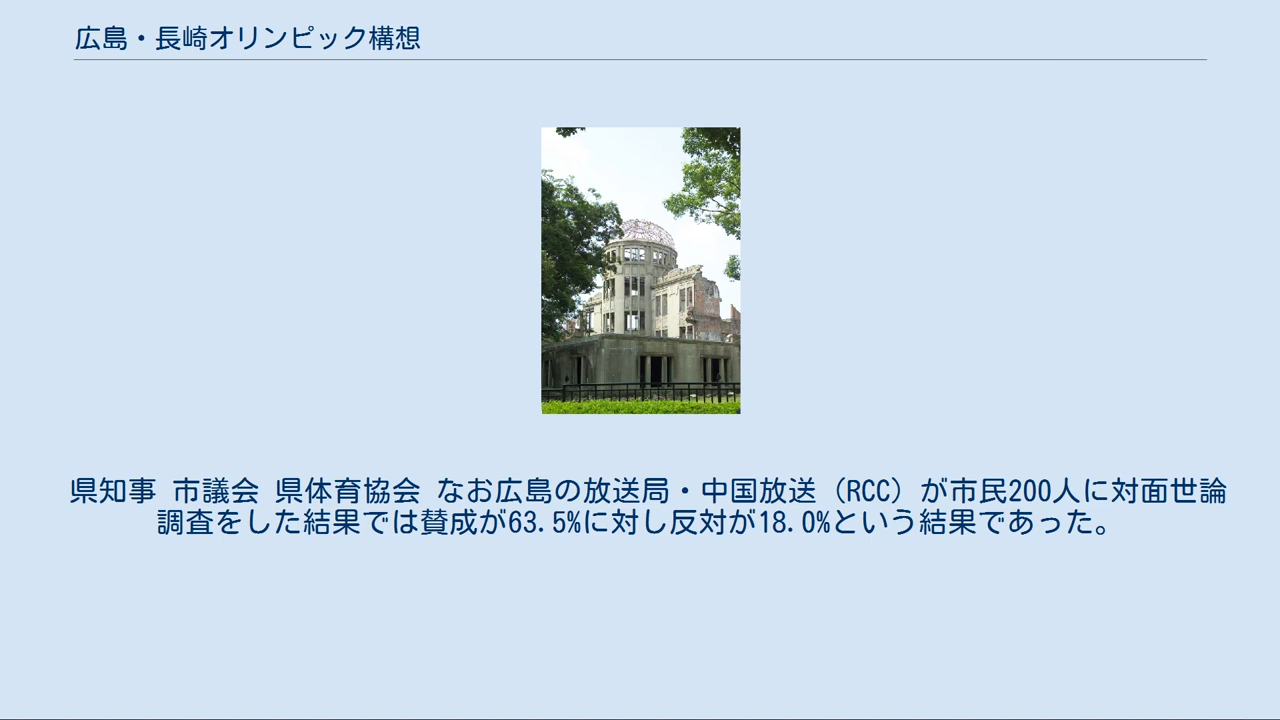 広島・長崎オリンピック構想
県知事 市議会 県体育協会 なお広島の放送局・中国放送（RCC）が市民200人に対面世論
調査をした結果では賛成が63.5%に対し反対が18.0%という結果であった。